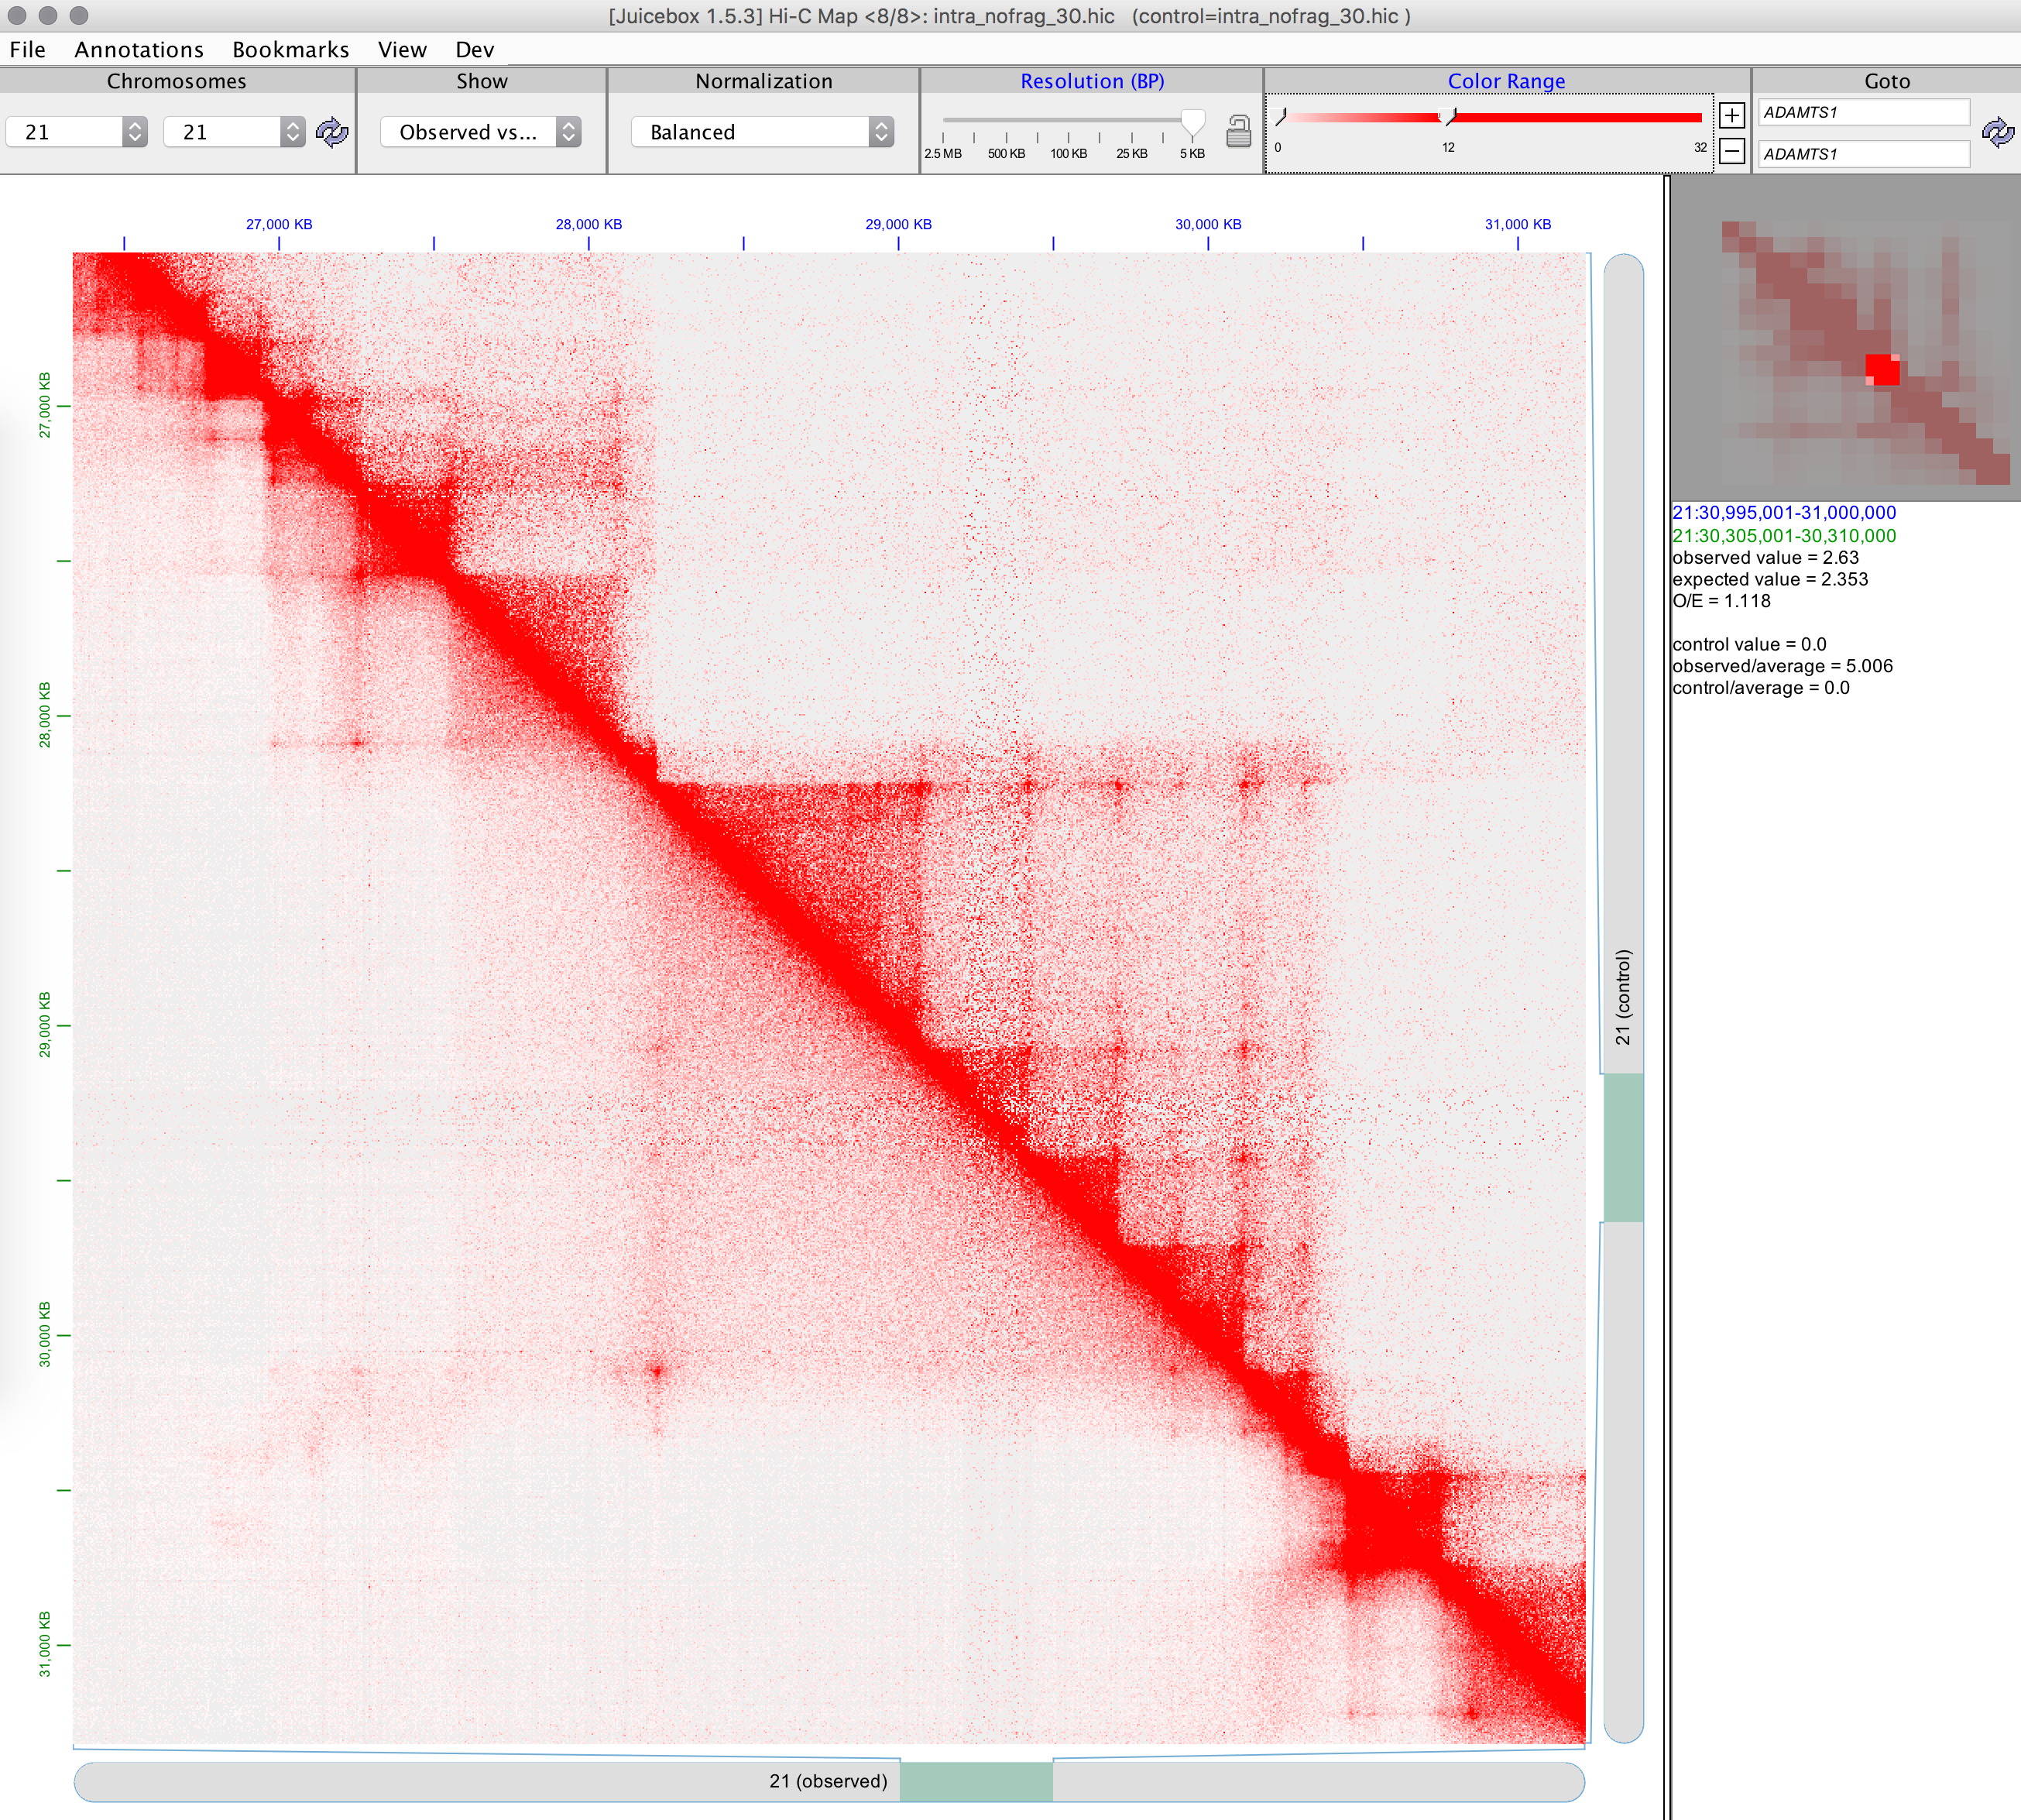 [Juicebox 1.5.3] Hi-C Map <8/8>: intra_nofrag_30.hic (control=intra_nofrag_30.hic )
File Annotations Bookmarks View Dev
Chromosomes Show Normalization Resolution (BP) Color Range Goto
21 21 Observed vs... Balanced
2.5 MB 500 KB 100 KB 25 KB 5 KB
0 12 32
+
−
ADAMTS1
ADAMTS1
27,000 KB 28,000 KB 29,000 KB 30,000 KB 31,000 KB
27,000 KB
28,000 KB
29,000 KB
30,000 KB
31,000 KB
21 (control)
21 (observed)
21:30,995,001-31,000,000
21:30,305,001-30,310,000
observed value = 2.63
expected value = 2.353
O/E = 1.118
control value = 0.0
observed/average = 5.006
control/average = 0.0